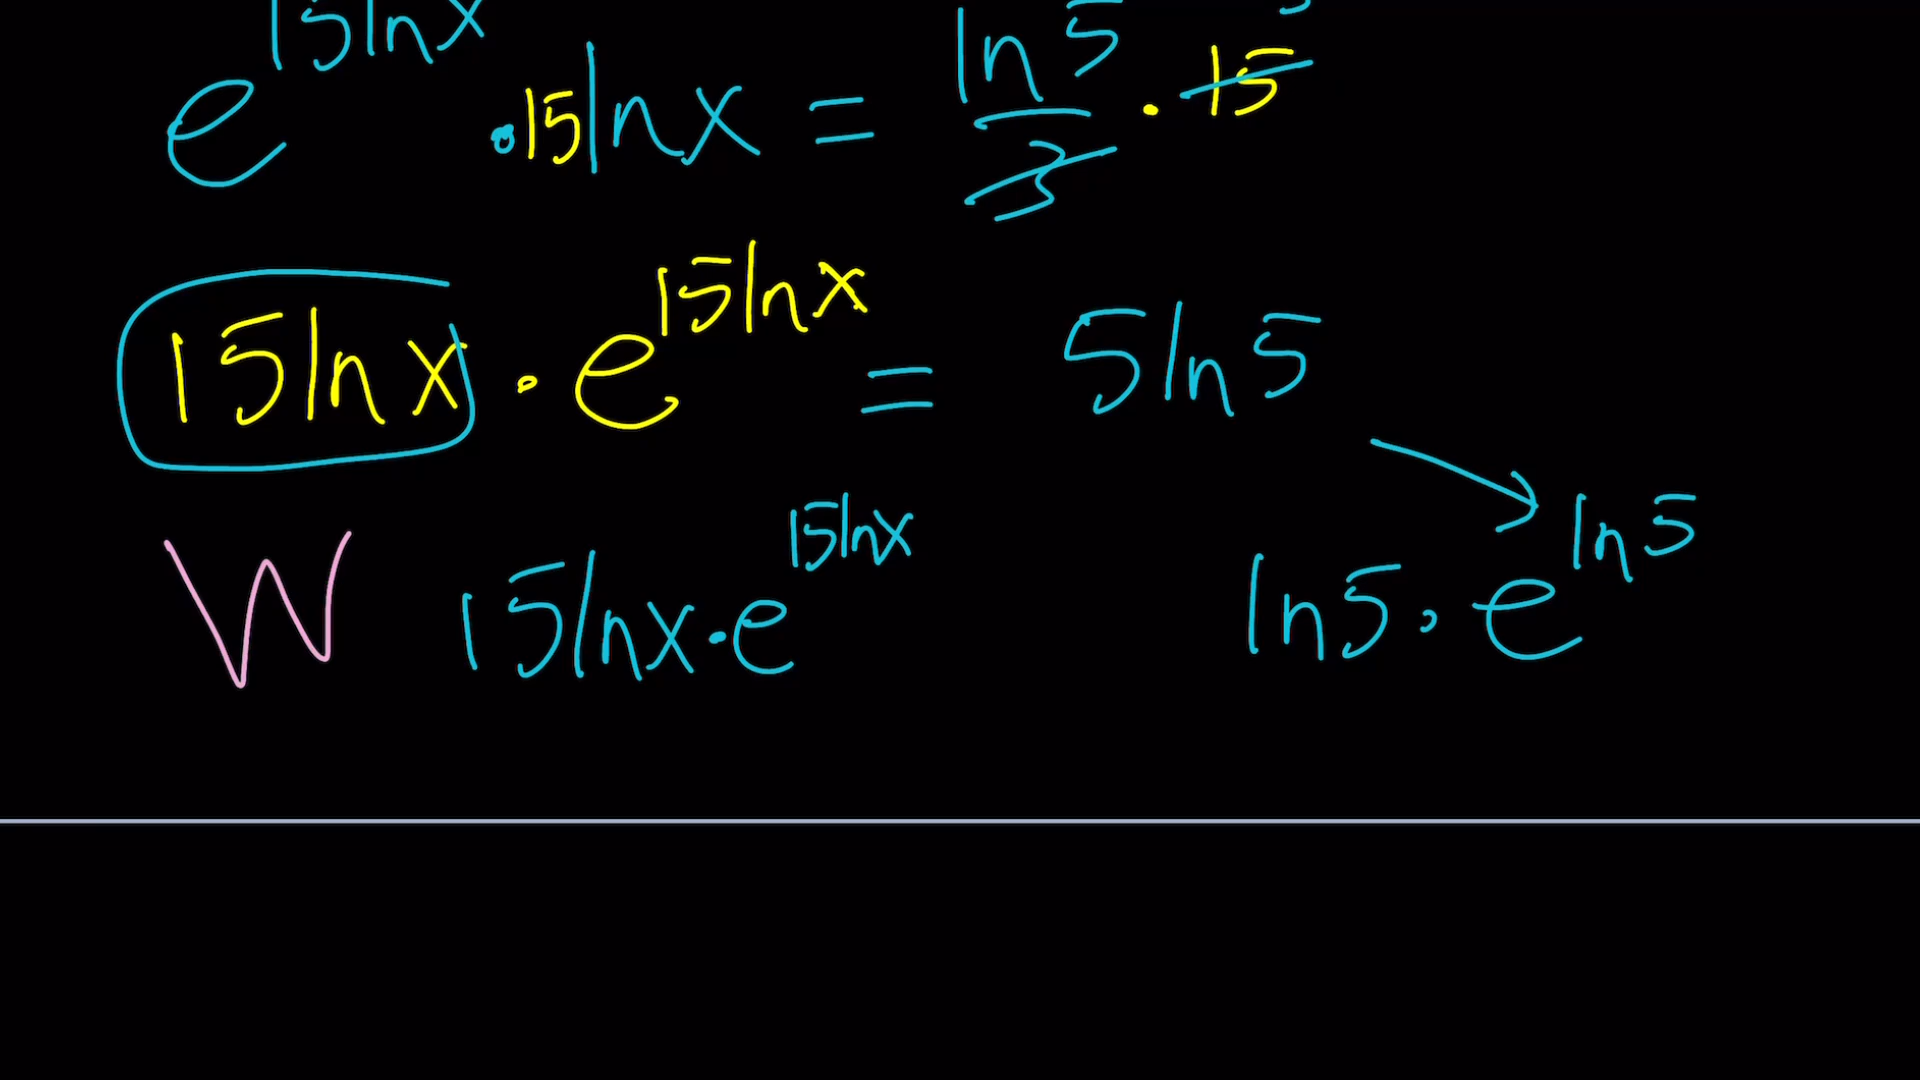 e^(15lnx) · 15lnx = ln5/3 · 15
15lnx · e^(15lnx) = 5ln5
W 15lnx·e^(15lnx) ln5·e^(ln5)